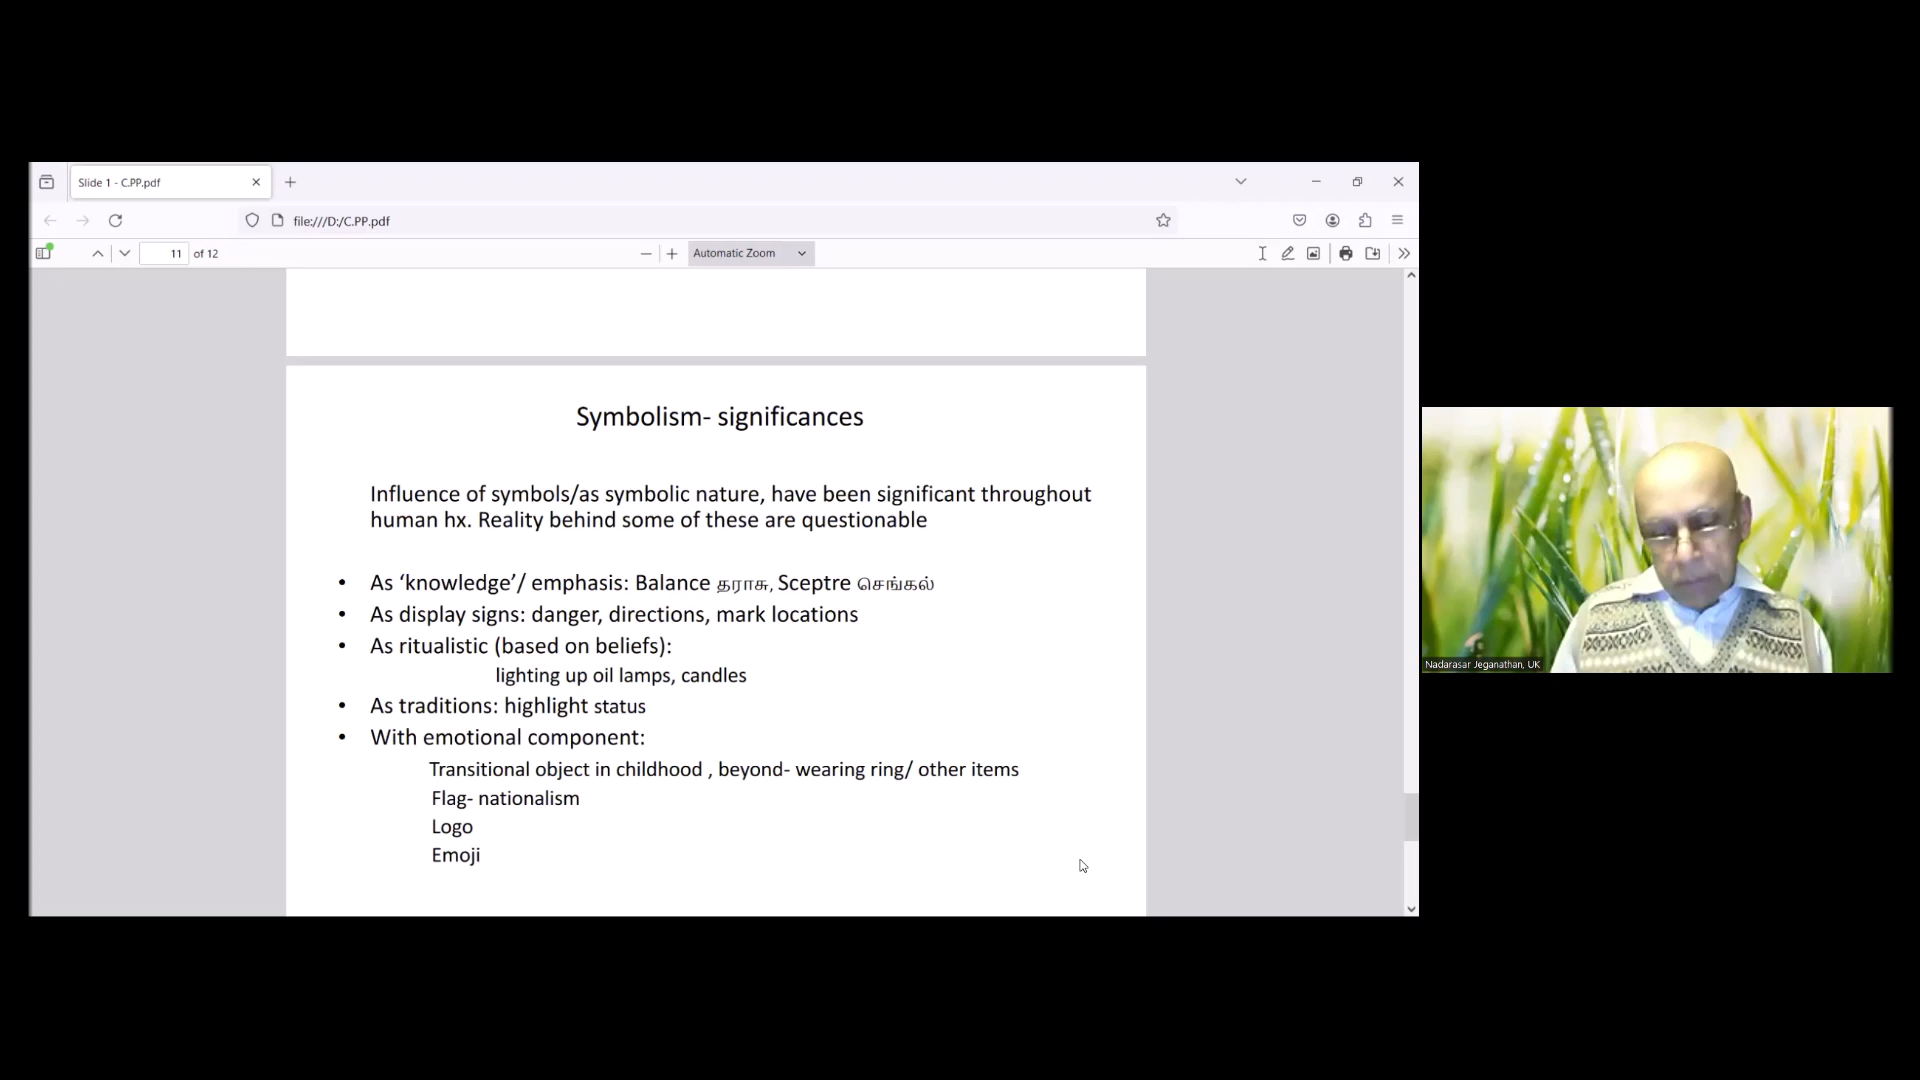 Slide 1 - C.PP.pdf
file:///D:/C.PP.pdf
11 of 12
Automatic Zoom
Symbolism- significances
Influence of symbols/as symbolic nature, have been significant throughout
human hx. Reality behind some of these are questionable
• As ‘knowledge’/ emphasis: Balance தராசு, Sceptre செங்கல்
• As display signs: danger, directions, mark locations
• As ritualistic (based on beliefs):
lighting up oil lamps, candles
• As traditions: highlight status
• With emotional component:
Transitional object in childhood , beyond- wearing ring/ other items
Flag- nationalism
Logo
Emoji
Nadarasar Jeganathan, UK